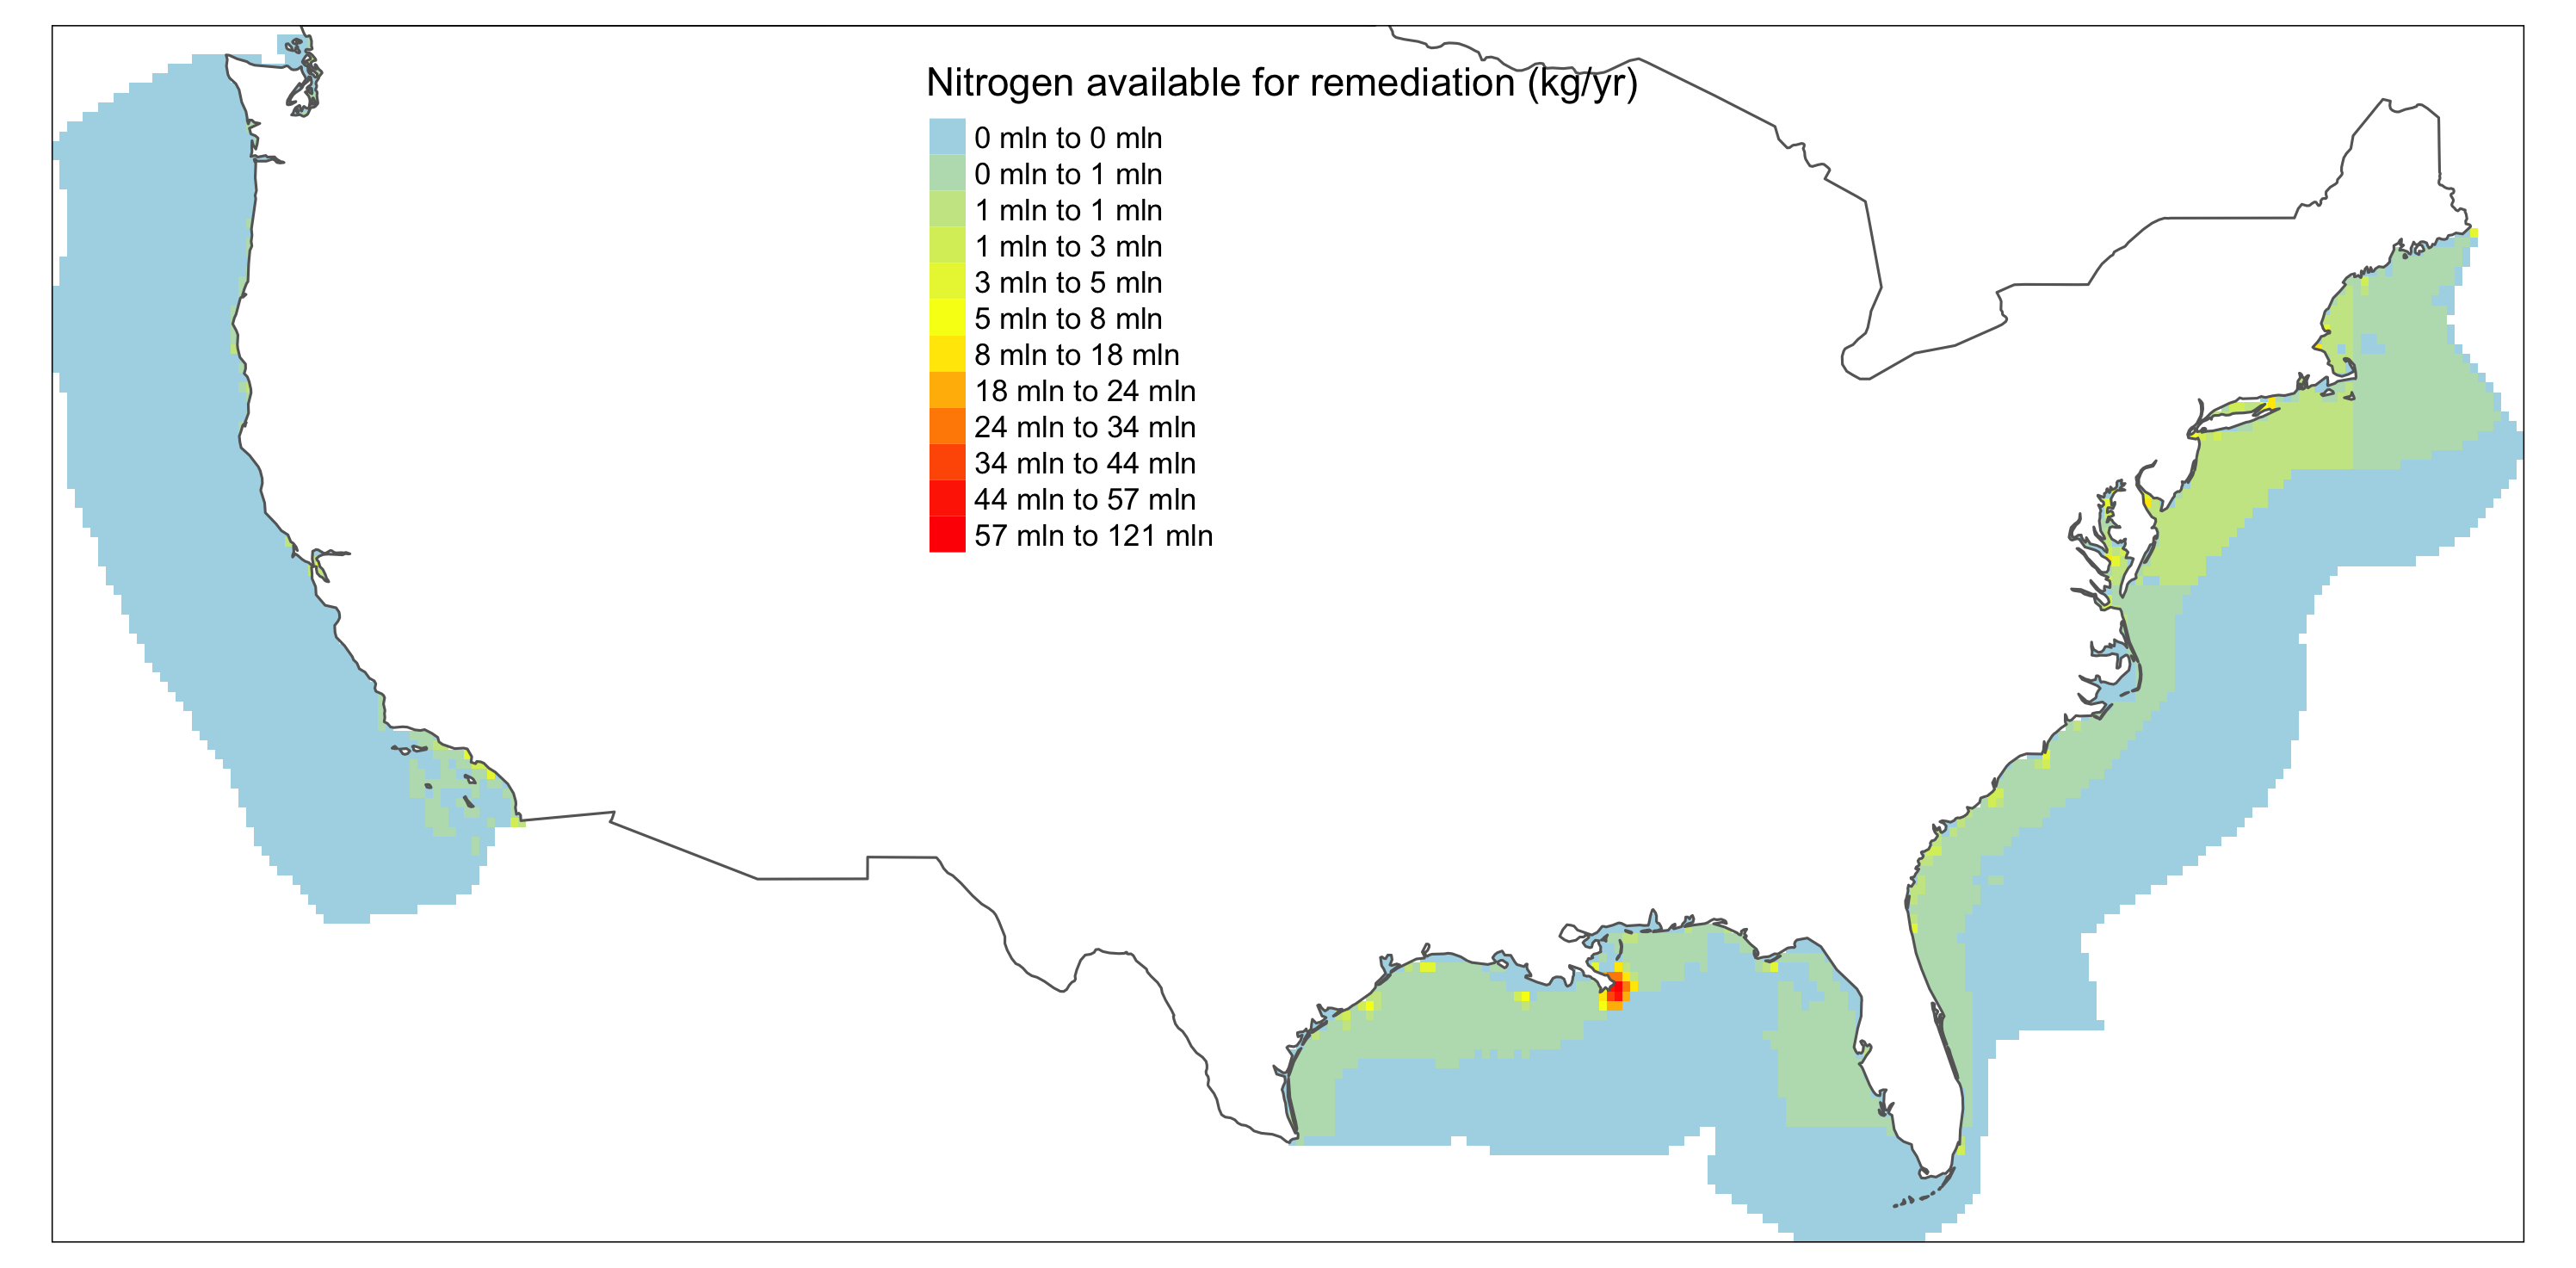 Nitrogen available for remediation (kg/yr)
0 mln to 0 mln
0 mln to 1 mln
1 mln to 1 mln
1 mln to 3 mln
3 mln to 5 mln
5 mln to 8 mln
8 mln to 18 mln
18 mln to 24 mln
24 mln to 34 mln
34 mln to 44 mln
44 mln to 57 mln
57 mln to 121 mln